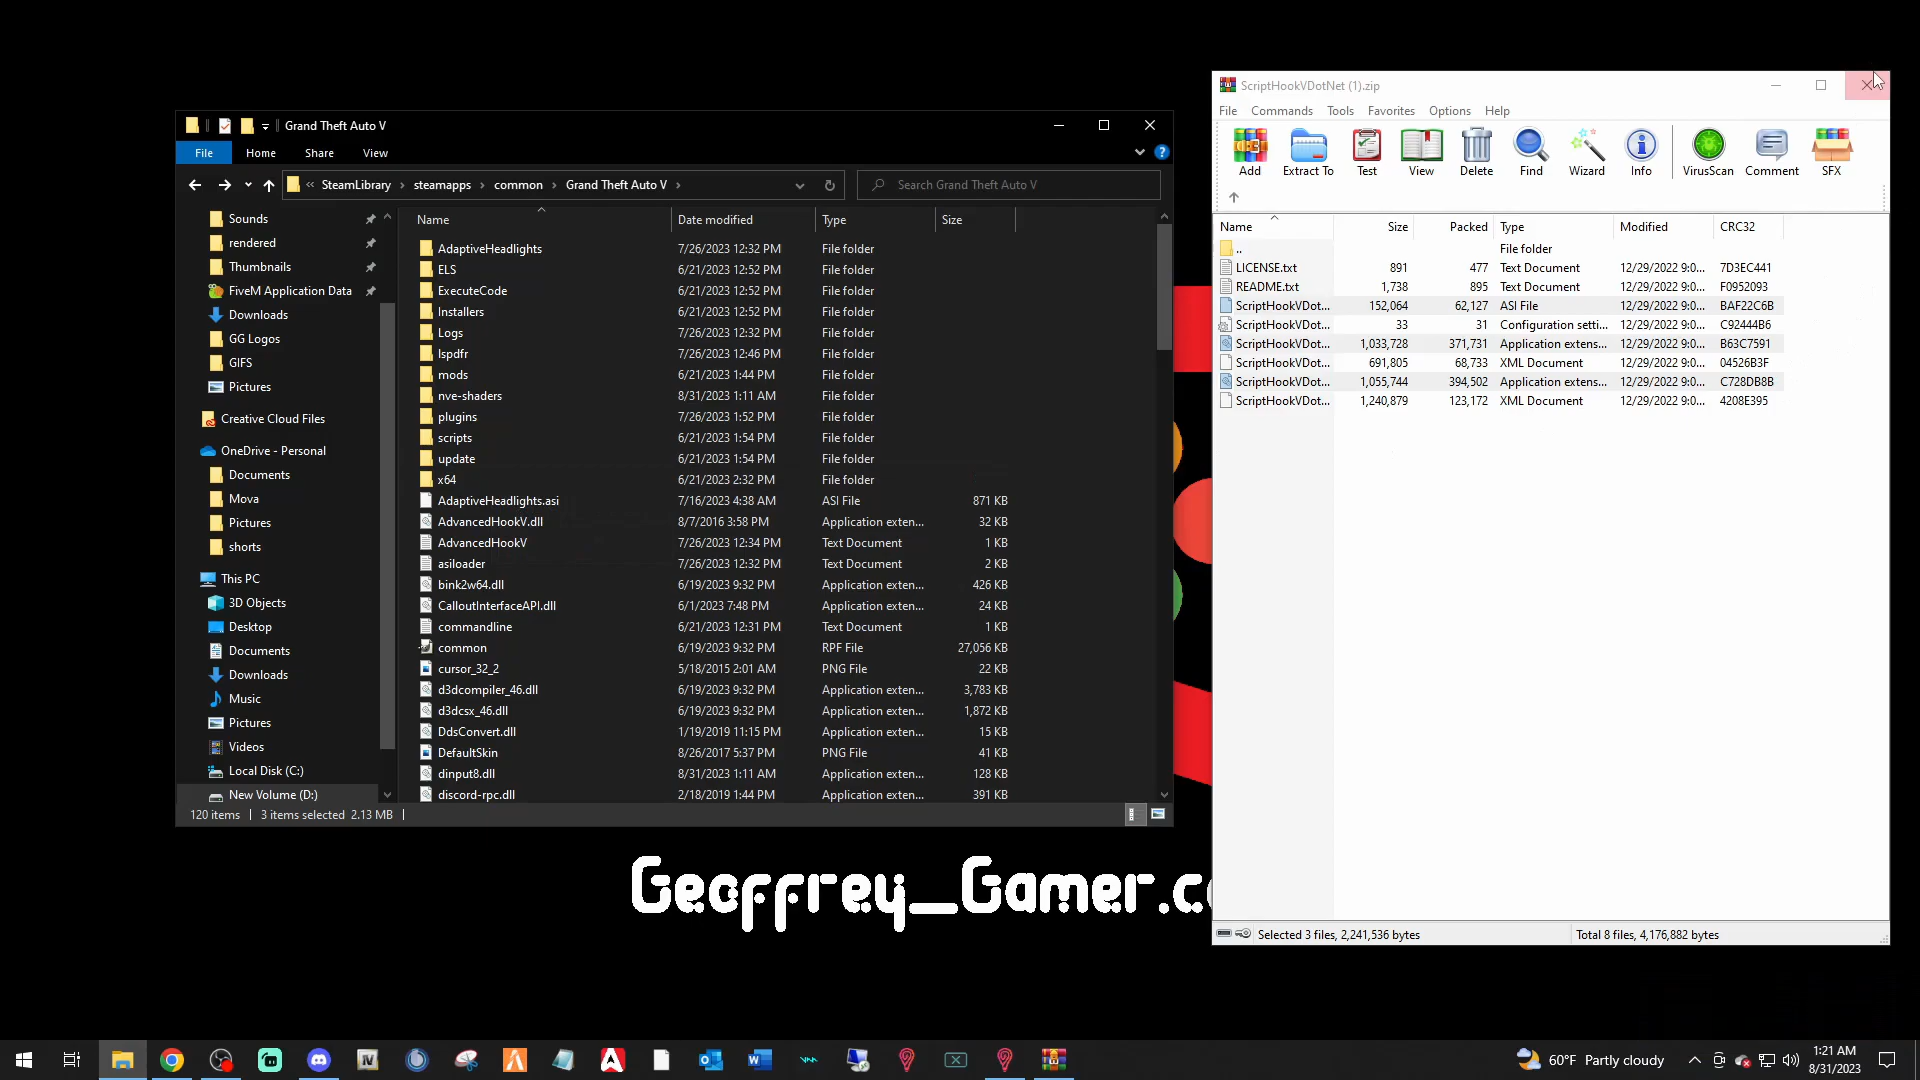 Grand Theft Auto V
File Home Share View
« SteamLibrary › steamapps › common › Grand Theft Auto V ›
Search Grand Theft Auto V
Sounds
rendered
Thumbnails
FiveM Application Data
Downloads
GG Logos
GIFS
Pictures
Creative Cloud Files
OneDrive - Personal
Documents
Mova
Pictures
shorts
This PC
3D Objects
Desktop
Documents
Downloads
Music
Pictures
Videos
Local Disk (C:)
New Volume (D:)
Name Date modified Type Size
AdaptiveHeadlights 7/26/2023 12:32 PM File folder
ELS 6/21/2023 12:52 PM File folder
ExecuteCode 6/21/2023 12:52 PM File folder
Installers 6/21/2023 12:52 PM File folder
Logs 7/26/2023 12:32 PM File folder
lspdfr 7/26/2023 12:46 PM File folder
mods 6/21/2023 1:44 PM File folder
nve-shaders 8/31/2023 1:11 AM File folder
plugins 7/26/2023 1:52 PM File folder
scripts 6/21/2023 1:54 PM File folder
update 6/21/2023 1:54 PM File folder
x64 6/21/2023 2:32 PM File folder
AdaptiveHeadlights.asi 7/16/2023 4:38 AM ASI File 871 KB
AdvancedHookV.dll 8/7/2016 3:58 PM Application exten... 32 KB
AdvancedHookV 7/26/2023 12:34 PM Text Document 1 KB
asiloader 7/26/2023 12:32 PM Text Document 2 KB
bink2w64.dll 6/19/2023 9:32 PM Application exten... 426 KB
CalloutInterfaceAPI.dll 6/1/2023 7:48 PM Application exten... 24 KB
commandline 6/21/2023 12:31 PM Text Document 1 KB
common 6/19/2023 9:32 PM RPF File 27,056 KB
cursor_32_2 5/18/2015 2:01 AM PNG File 22 KB
d3dcompiler_46.dll 6/19/2023 9:32 PM Application exten... 3,783 KB
d3dcsx_46.dll 6/19/2023 9:32 PM Application exten... 1,872 KB
DdsConvert.dll 1/19/2019 11:15 PM Application exten... 15 KB
DefaultSkin 8/26/2017 5:37 PM PNG File 41 KB
dinput8.dll 8/31/2023 1:11 AM Application exten... 128 KB
discord-rpc.dll 2/18/2019 1:44 PM Application exten... 391 KB
120 items 3 items selected 2.13 MB
ScriptHookVDotNet (1).zip
File Commands Tools Favorites Options Help
Add Extract To Test View Delete Find Wizard Info VirusScan Comment SFX
Name Size Packed Type Modified CRC32
.. File folder
LICENSE.txt 891 477 Text Document 12/29/2022 9:0... 7D3EC441
README.txt 1,738 895 Text Document 12/29/2022 9:0... F0952093
ScriptHookVDot... 152,064 62,127 ASI File 12/29/2022 9:0... BAF22C6B
ScriptHookVDot... 33 31 Configuration setti... 12/29/2022 9:0... C92444B6
ScriptHookVDot... 1,033,728 371,731 Application extens... 12/29/2022 9:0... B63C7591
ScriptHookVDot... 691,805 68,733 XML Document 12/29/2022 9:0... 04526B3F
ScriptHookVDot... 1,055,744 394,502 Application extens... 12/29/2022 9:0... C728DB8B
ScriptHookVDot... 1,240,879 123,172 XML Document 12/29/2022 9:0... 4208E395
Selected 3 files, 2,241,536 bytes Total 8 files, 4,176,882 bytes
Geoffrey_Gamer.c
60°F Partly cloudy
1:21 AM
8/31/2023